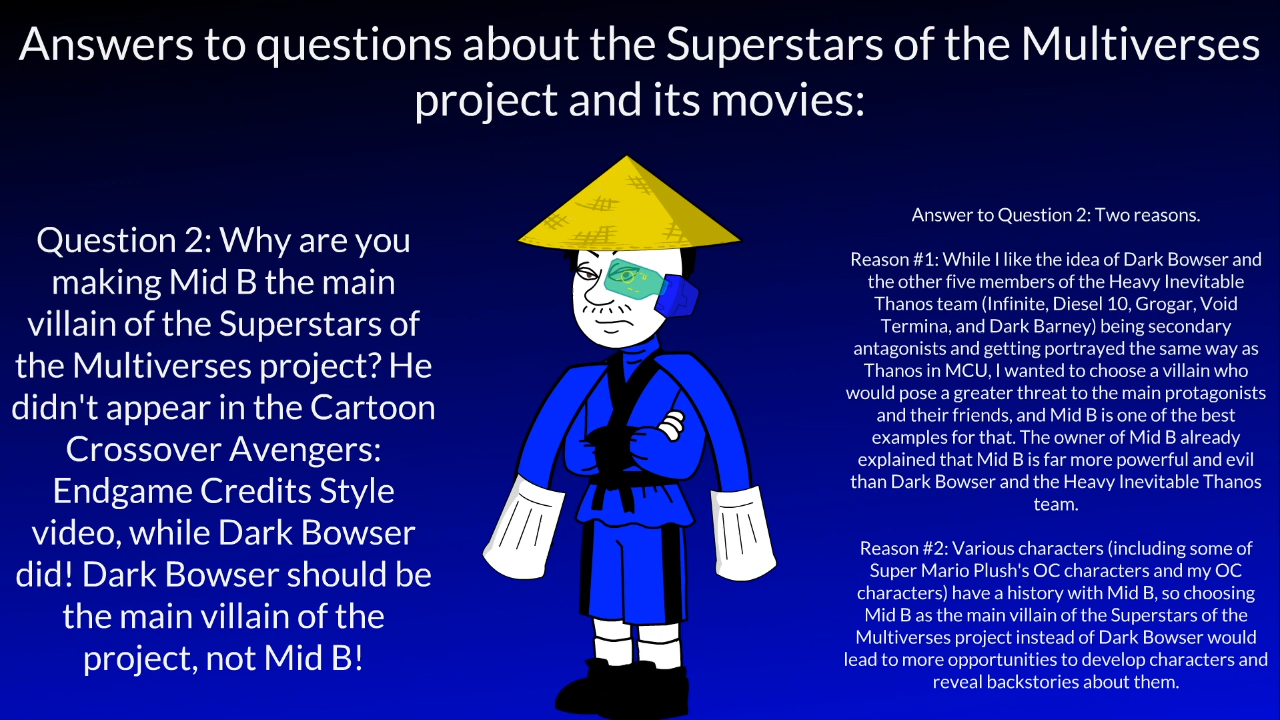 Answers to questions about the Superstars of the Multiverses
project and its movies:
Question 2: Why are you
making Mid B the main
villain of the Superstars of
the Multiverses project? He
didn't appear in the Cartoon
Crossover Avengers:
Endgame Credits Style
video, while Dark Bowser
did! Dark Bowser should be
the main villain of the
project, not Mid B!
Answer to Question 2: Two reasons.
Reason #1: While I like the idea of Dark Bowser and
the other five members of the Heavy Inevitable
Thanos team (Infinite, Diesel 10, Grogar, Void
Termina, and Dark Barney) being secondary
antagonists and getting portrayed the same way as
Thanos in MCU, I wanted to choose a villain who
would pose a greater threat to the main protagonists
and their friends, and Mid B is one of the best
examples for that. The owner of Mid B already
explained that Mid B is far more powerful and evil
than Dark Bowser and the Heavy Inevitable Thanos
team.
Reason #2: Various characters (including some of
Super Mario Plush's OC characters and my OC
characters) have a history with Mid B, so choosing
Mid B as the main villain of the Superstars of the
Multiverses project instead of Dark Bowser would
lead to more opportunities to develop characters and
reveal backstories about them.